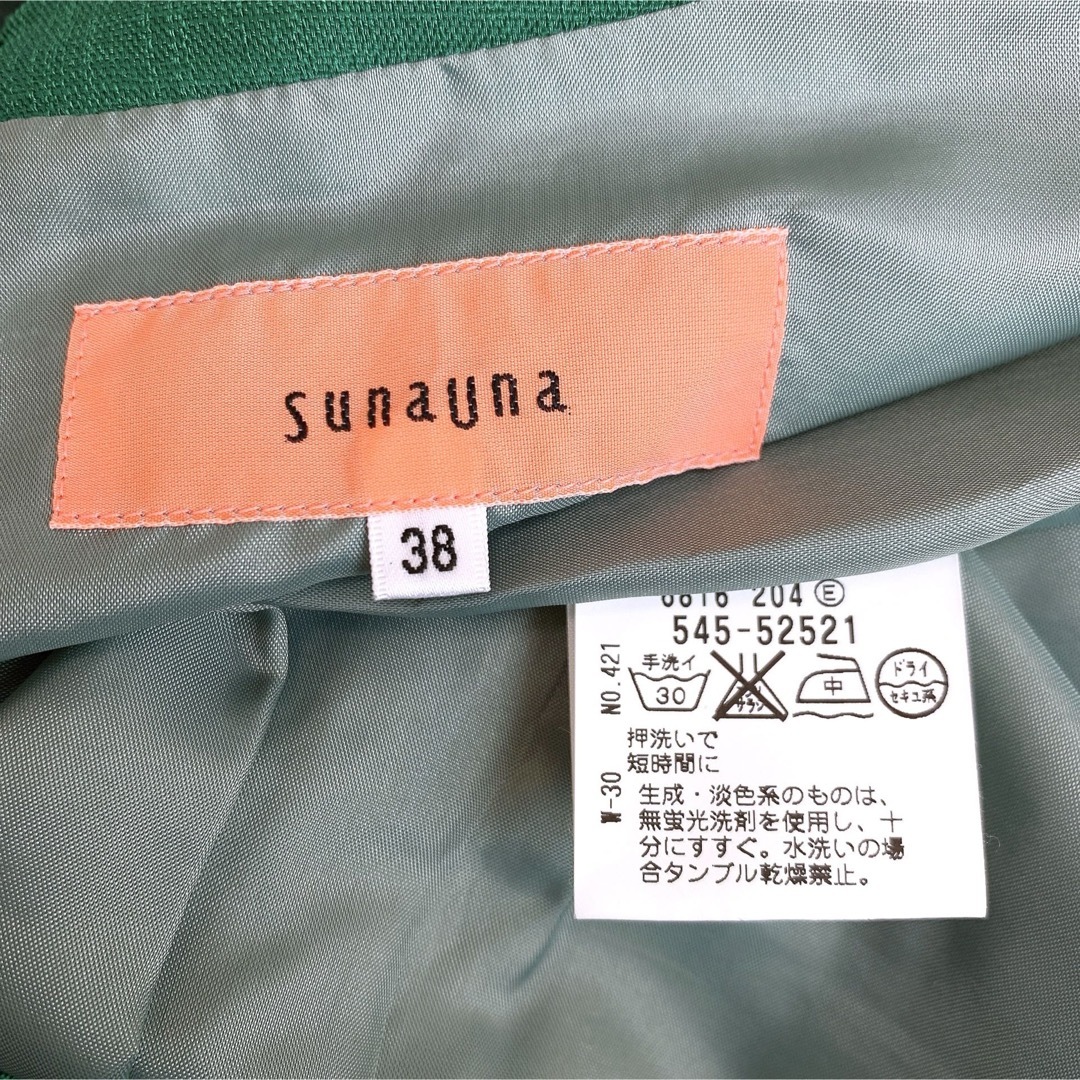 sunauna
38
204 Ⓔ
545-52521
NO.421
手洗イ
30
中
ドライ
セキユ系
押洗いで
短時間に
W-30
生成・淡色系のものは、
無蛍光洗剤を使用し、十
分にすすぐ。水洗いの場
合タンブル乾燥禁止。